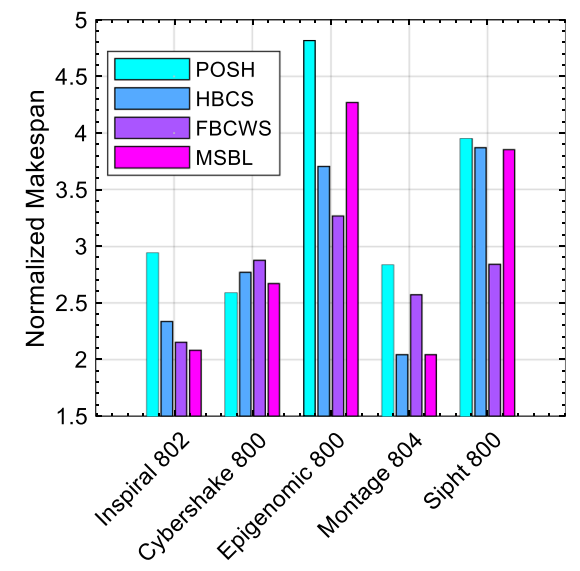 Normalized Makespan
5
4.5
4
3.5
3
2.5
2
1.5
POSH
HBCS
FBCWS
MSBL
Inspiral 802
Cybershake 800
Epigenomic 800
Montage 804
Sipht 800